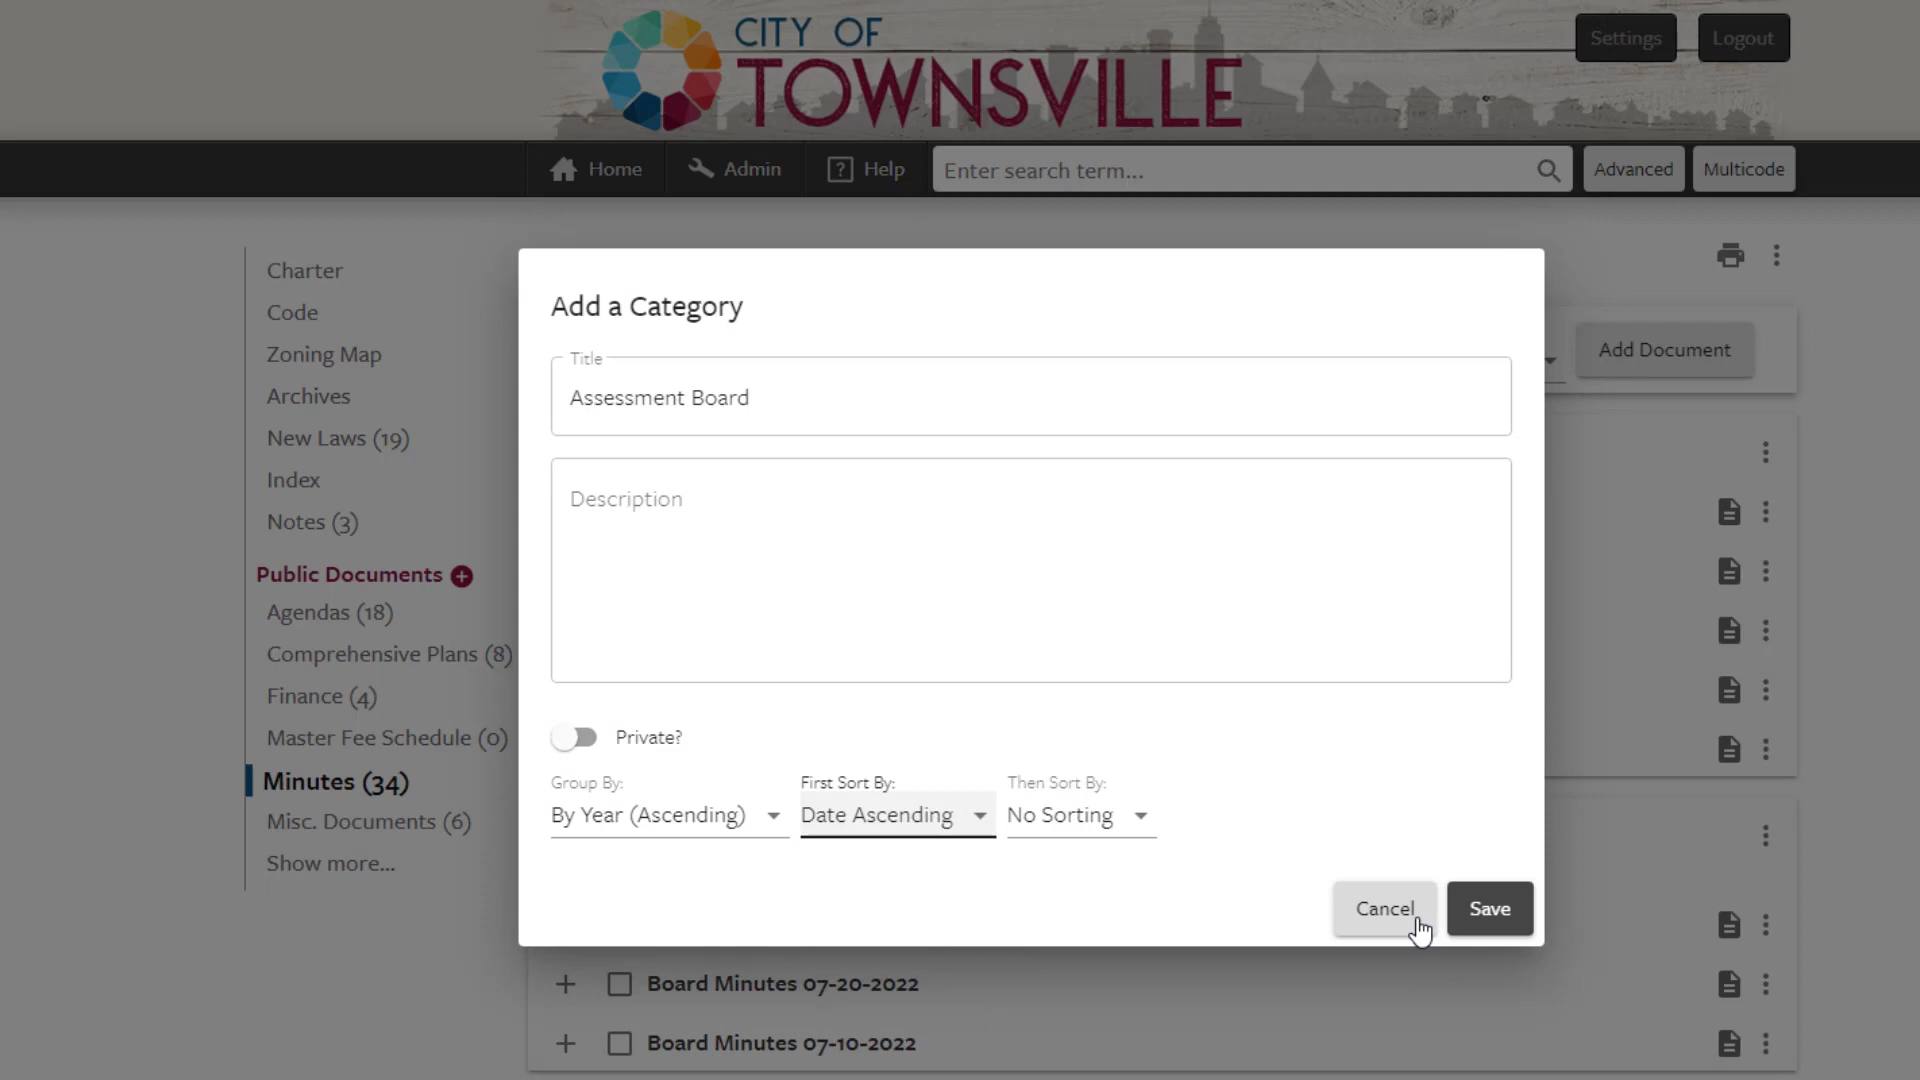 CITY OF
TOWNSVILLE
Settings
Logout
Home
Admin
? Help
Enter search term...
Advanced
Multicode
Charter
Code
Zoning Map
Archives
New Laws (19)
Index
Notes (3)
Public Documents
Agendas (18)
Comprehensive Plans (8)
Finance (4)
Master Fee Schedule (0)
Minutes (34)
Misc. Documents (6)
Show more...
Add Document
Add a Category
Title
Assessment Board
Description
Private?
Group By:
By Year (Ascending)
First Sort By:
Date Ascending
Then Sort By:
No Sorting
Cancel
Save
Board Minutes 07-20-2022
Board Minutes 07-10-2022